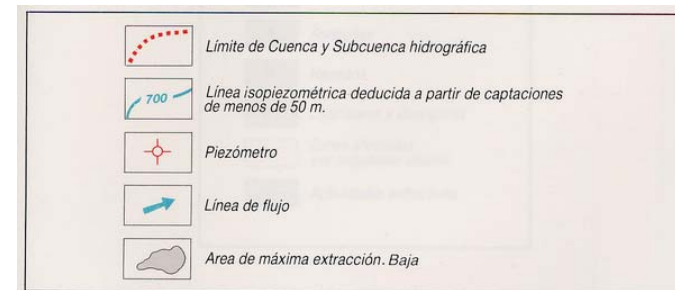 Límite de Cuenca y Subcuenca hidrográfica
700
Línea isopiezométrica deducida a partir de captaciones
de menos de 50 m.
Piezómetro
Línea de flujo
Area de máxima extracción. Baja